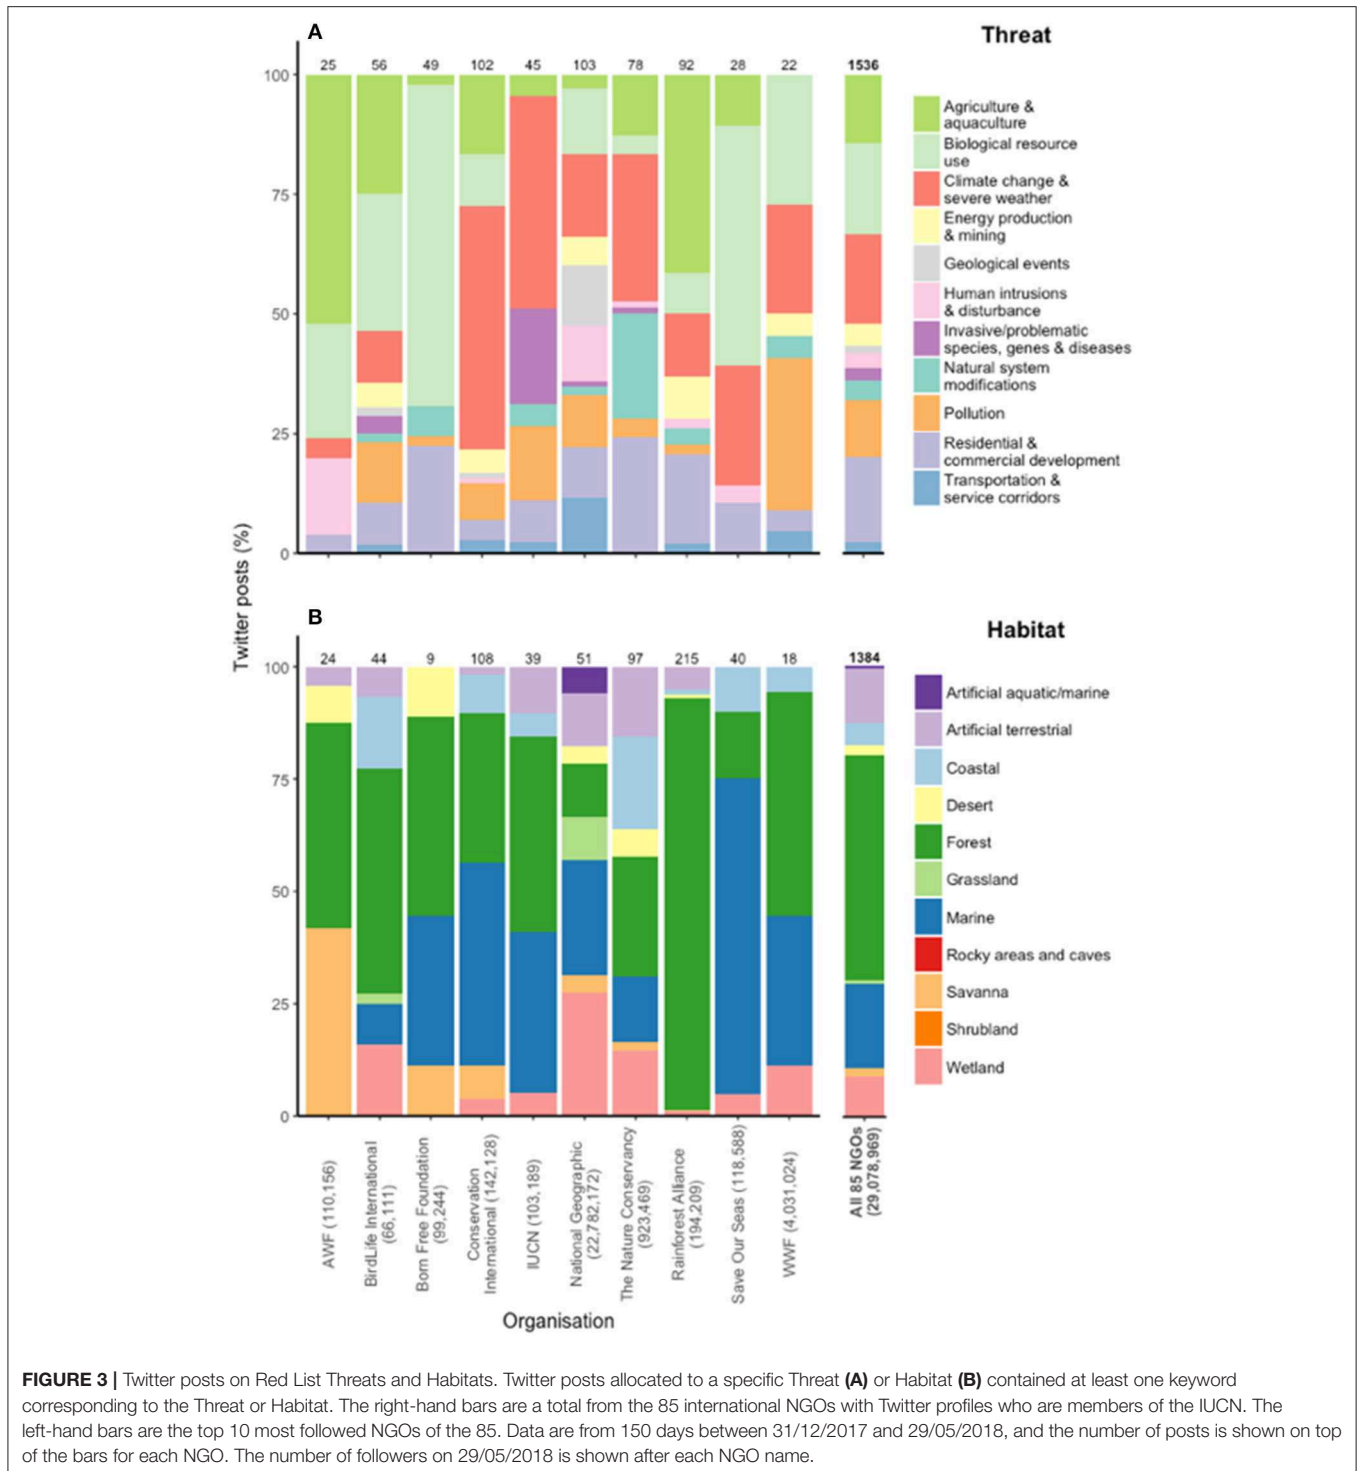 A
Threat
25 56 49 102 45 103 78 92 28 22 1536
100
75
50
25
0
Agriculture &
aquaculture
Biological resource
use
Climate change &
severe weather
Energy production
& mining
Geological events
Human intrusions
& disturbance
Invasive/problematic
species, genes & diseases
Natural system
modifications
Pollution
Residential &
commercial development
Transportation &
service corridors
Twitter posts (%)
B
Habitat
24 44 9 108 39 51 97 215 40 18 1384
100
75
50
25
0
Artificial aquatic/marine
Artificial terrestrial
Coastal
Desert
Forest
Grassland
Marine
Rocky areas and caves
Savanna
Shrubland
Wetland
AWF (110,156)
BirdLife International
(66,111)
Born Free Foundation
(99,244)
Conservation
International (142,128)
IUCN (103,189)
National Geographic
(22,782,172)
The Nature Conservancy
(923,469)
Rainforest Alliance
(194,209)
Save Our Seas (118,588)
WWF (4,031,024)
All 85 NGOs
(29,078,969)
Organisation
FIGURE 3 | Twitter posts on Red List Threats and Habitats. Twitter posts allocated to a specific Threat (A) or Habitat (B) contained at least one keyword
corresponding to the Threat or Habitat. The right-hand bars are a total from the 85 international NGOs with Twitter profiles who are members of the IUCN. The
left-hand bars are the top 10 most followed NGOs of the 85. Data are from 150 days between 31/12/2017 and 29/05/2018, and the number of posts is shown on top
of the bars for each NGO. The number of followers on 29/05/2018 is shown after each NGO name.